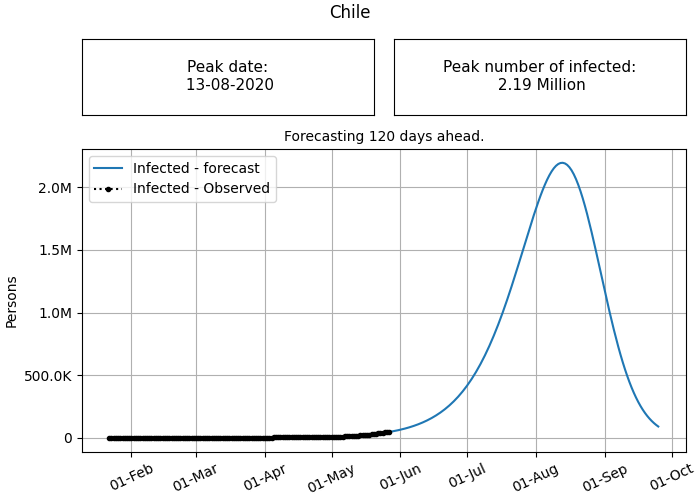 Chile
Peak date:
13-08-2020
Peak number of infected:
2.19 Million
Forecasting 120 days ahead.
Infected - forecast
Infected - Observed
Persons
2.0M
1.5M
1.0M
500.0K
0
01-Feb
01-Mar
01-Apr
01-May
01-Jun
01-Jul
01-Aug
01-Sep
01-Oct